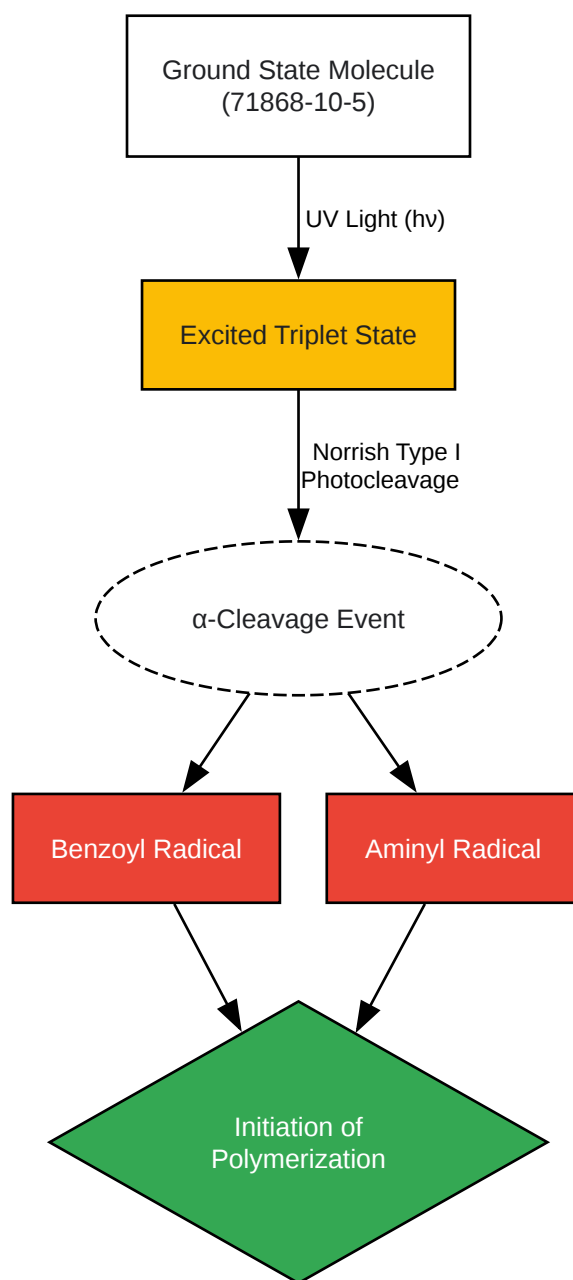 Ground State Molecule
(71868-10-5)
UV Light (hν)
Excited Triplet State
Norrish Type I
Photocleavage
α-Cleavage Event
Benzoyl Radical
Aminyl Radical
Initiation of
Polymerization